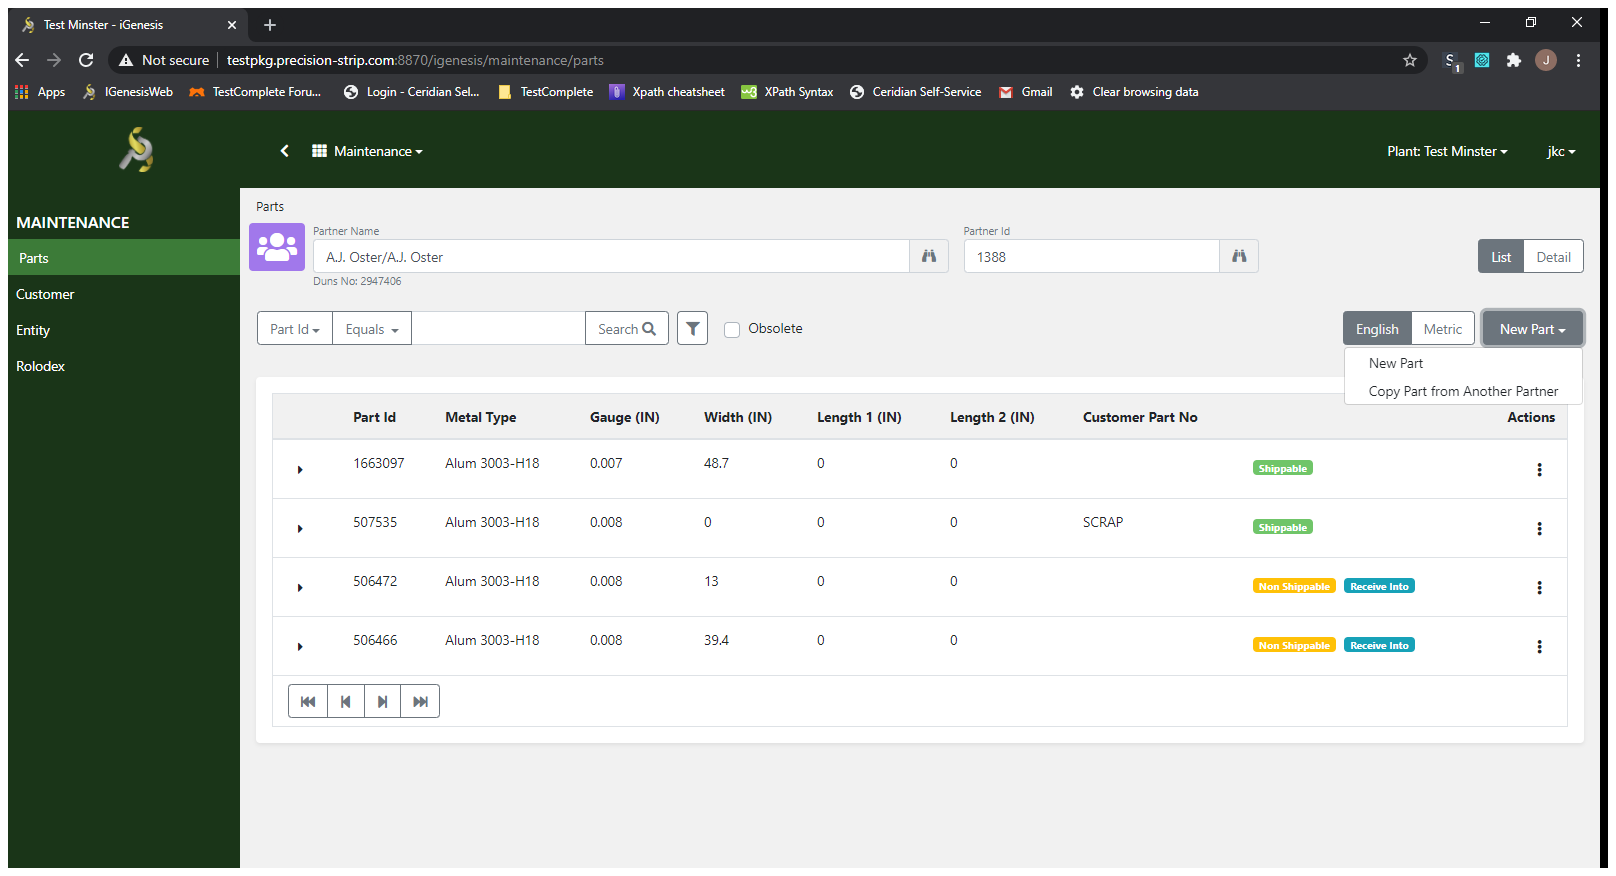 Test Minster - iGenesis
Not secure testpkg.precision-strip.com:8870/igenesis/maintenance/parts
S 1 J
Apps IGenesisWeb TestComplete Foru... Login - Ceridian Sel... TestComplete Xpath cheatsheet XPath Syntax Ceridian Self-Service Gmail Clear browsing data
Maintenance Plant: Test Minster jkc
MAINTENANCE
Parts
Customer
Entity
Rolodex
Parts
Partner Name Partner Id
A.J. Oster/A.J. Oster 1388 List Detail
Duns No: 2947406
Part Id Equals Search Obsolete English Metric New Part
New Part
Copy Part from Another Partner
Part Id Metal Type Gauge (IN) Width (IN) Length 1 (IN) Length 2 (IN) Customer Part No Actions
1663097 Alum 3003-H18 0.007 48.7 0 0 Shippable
507535 Alum 3003-H18 0.008 0 0 0 SCRAP Shippable
506472 Alum 3003-H18 0.008 13 0 0 Non Shippable Receive Into
506466 Alum 3003-H18 0.008 39.4 0 0 Non Shippable Receive Into